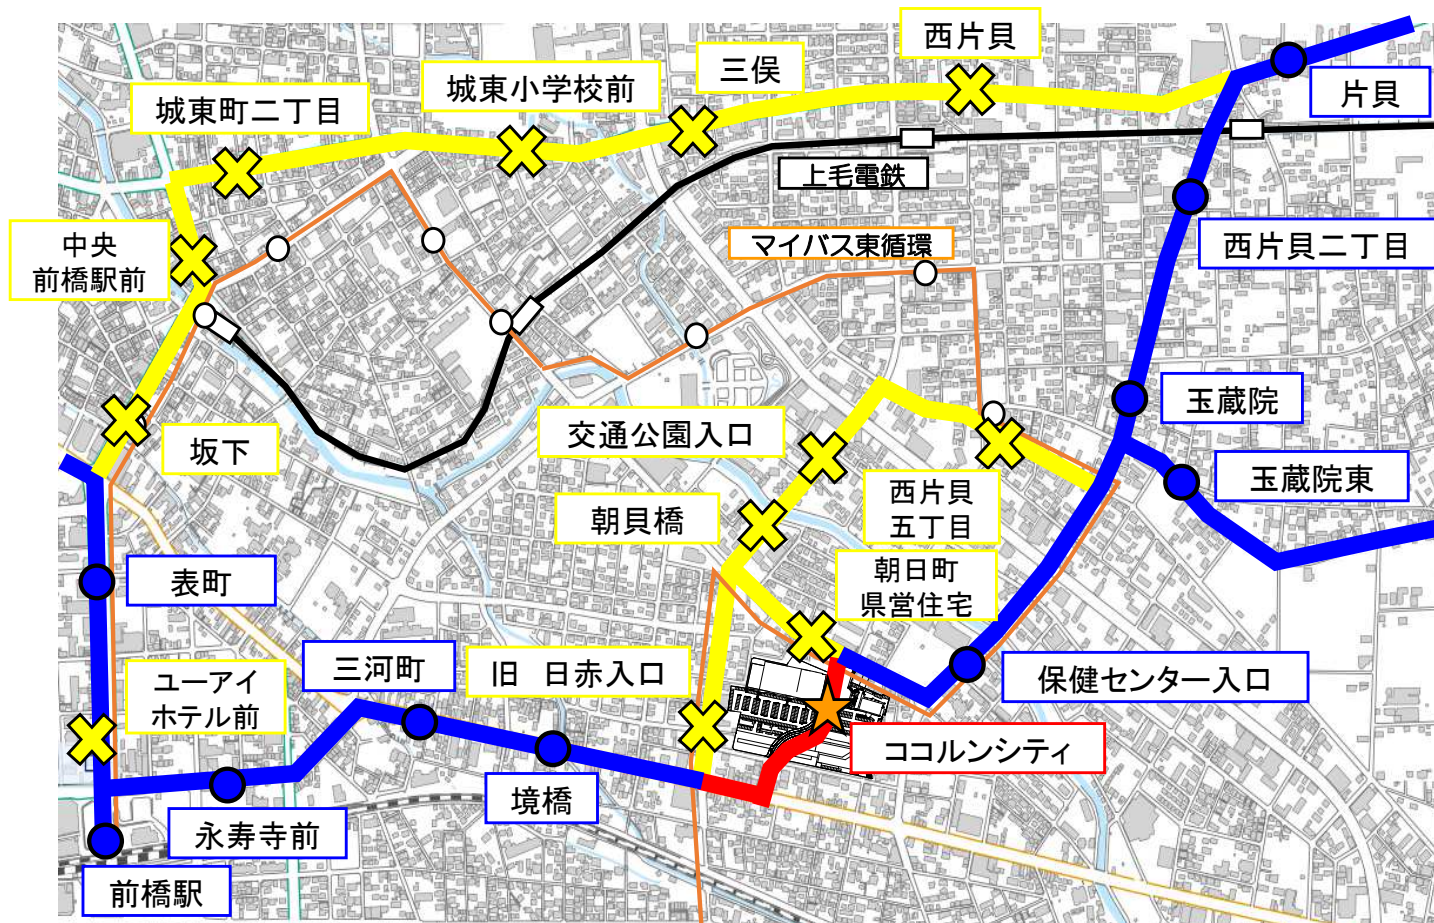 西片貝
三俣
城東小学校前
片貝
城東町二丁目
上毛電鉄
中央
前橋駅前
マイバス東循環
西片貝二丁目
玉蔵院
交通公園入口
坂下
玉蔵院東
西片貝
五丁目
朝貝橋
表町
朝日町
県営住宅
三河町
旧 日赤入口
保健センター入口
ユーアイ
ホテル前
ココルンシティ
境橋
永寿寺前
前橋駅